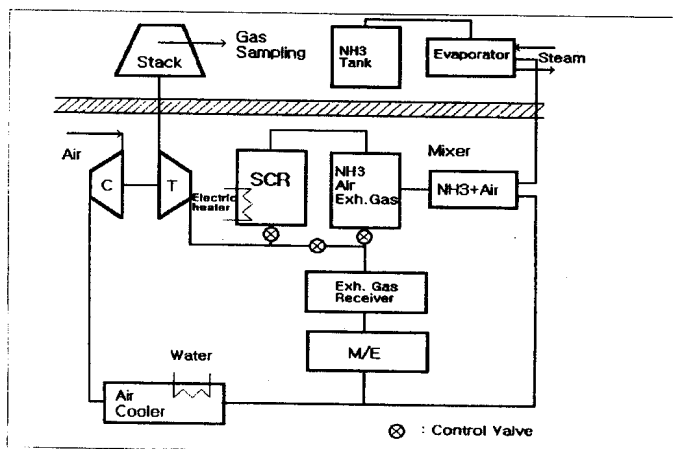 Gas
Sampling
Stack
NH3
Tank
Evaporator
Steam
Air
Mixer
C
T
SCR
Electric
heater
NH3
Air
Exh.Gas
NH3+Air
Exh. Gas
Receiver
M/E
Water
Air
Cooler
: Control Valve